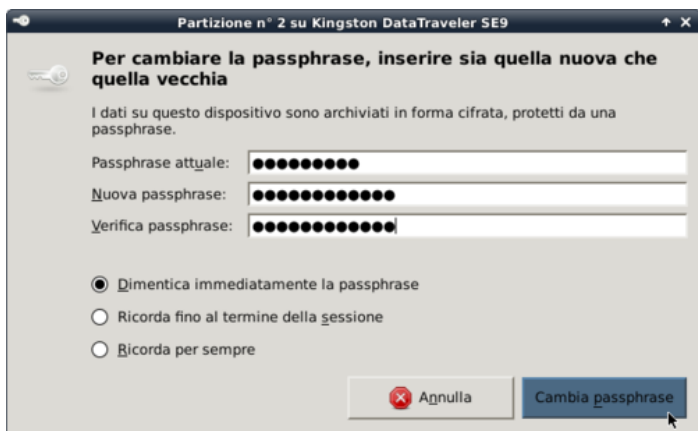 Partizione n° 2 su Kingston DataTraveler SE9
Per cambiare la passphrase, inserire sia quella nuova che
quella vecchia
I dati su questo dispositivo sono archiviati in forma cifrata, protetti da una
passphrase.
Passphrase attuale: ●●●●●●●●●
Nuova passphrase: ●●●●●●●●●●●●
Verifica passphrase: ●●●●●●●●●●●●
Dimentica immediatamente la passphrase
Ricorda fino al termine della sessione
Ricorda per sempre
Annulla Cambia passphrase